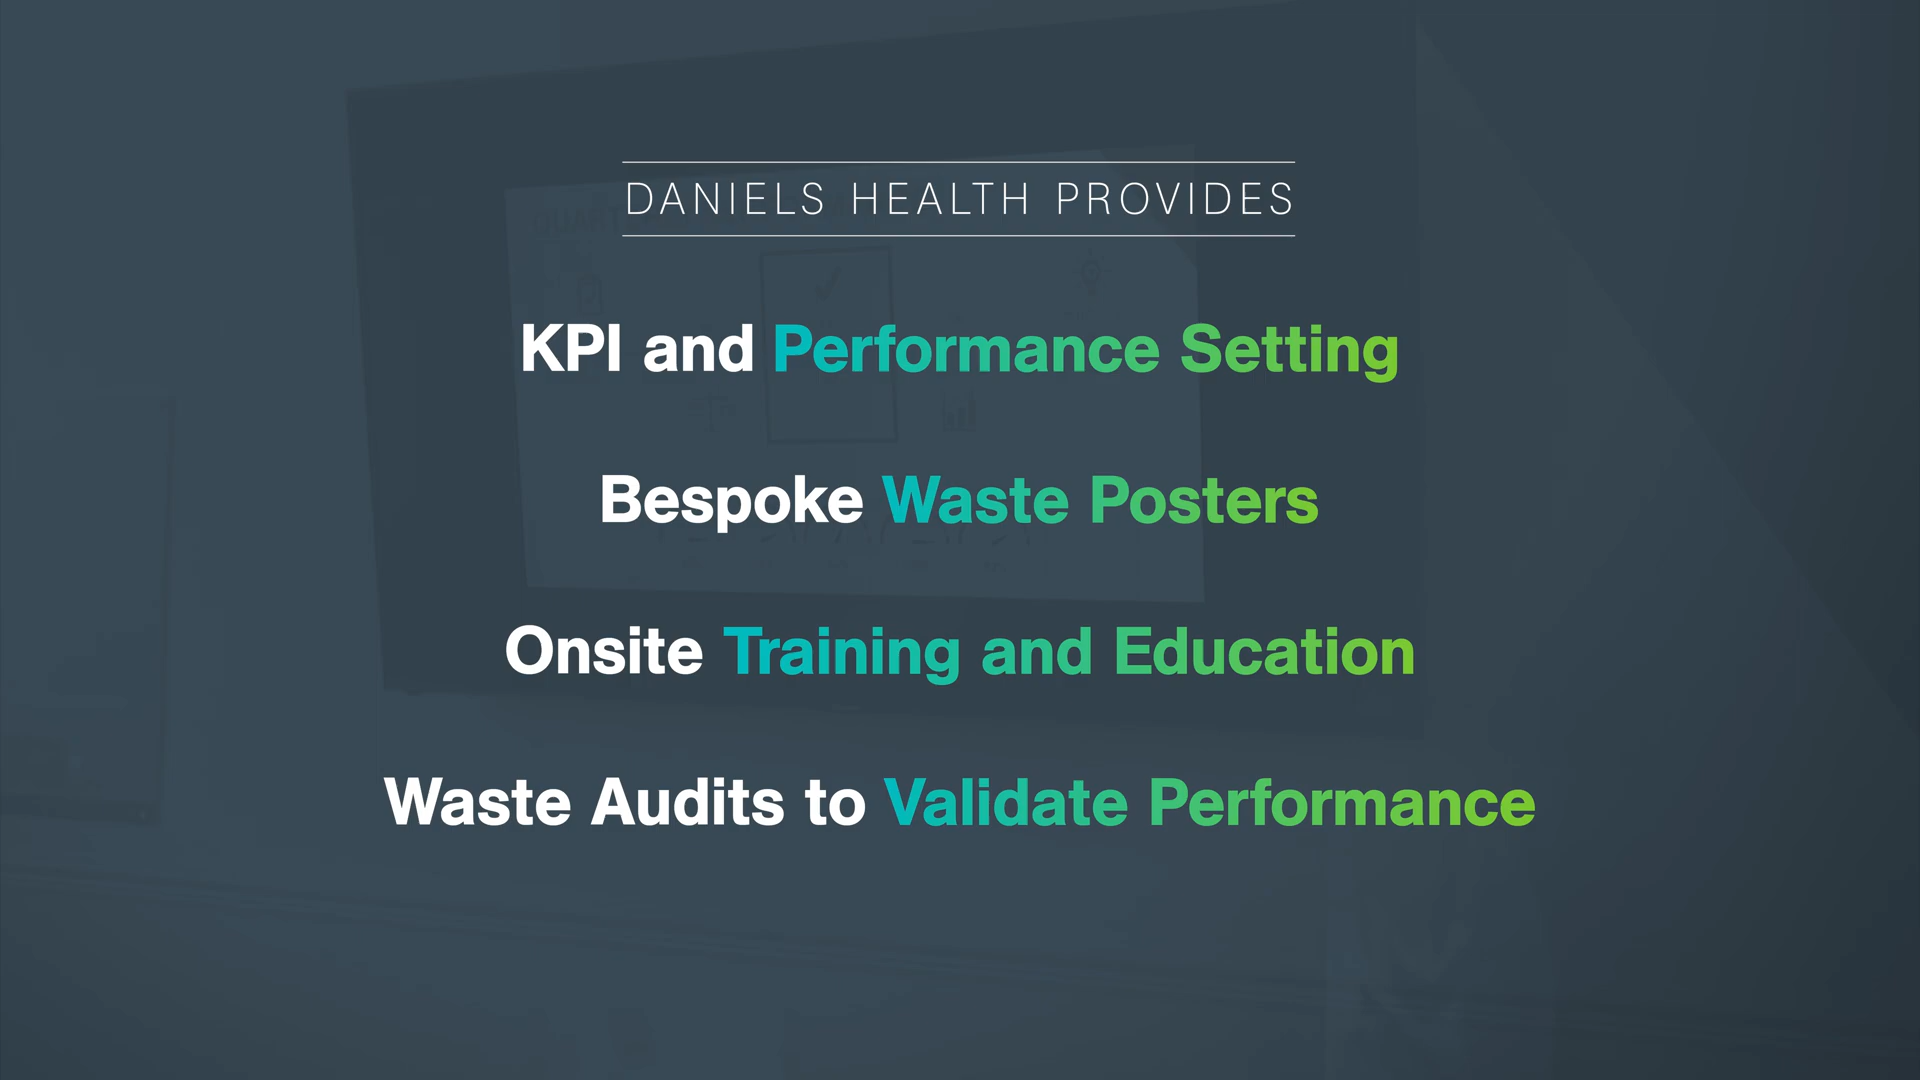 DANIELS HEALTH PROVIDES
KPI and Performance Setting
Bespoke Waste Posters
Onsite Training and Education
Waste Audits to Validate Performance